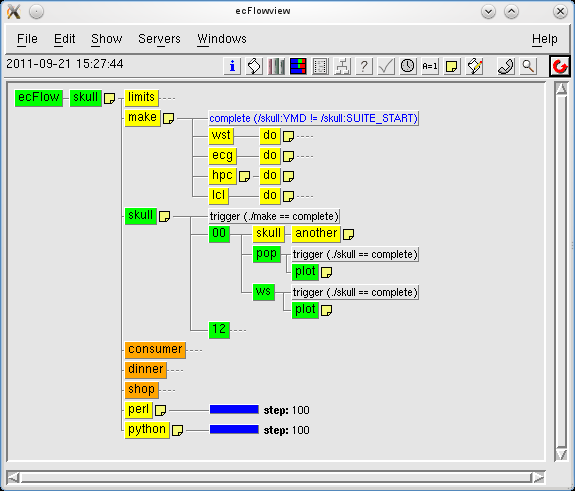 ecFlowview
File Edit Show Servers Windows Help
2011-09-21 15:27:44 i ? A=1
ecFlow skull limits
make complete (/skull:YMD != /skull:SUITE_START)
wst do
ecg do
hpc do
lcl do
skull trigger (./make == complete)
00 skull another
pop trigger (./skull == complete)
plot
ws trigger (./skull == complete)
plot
12
consumer
dinner
shop
perl step: 100
python step: 100